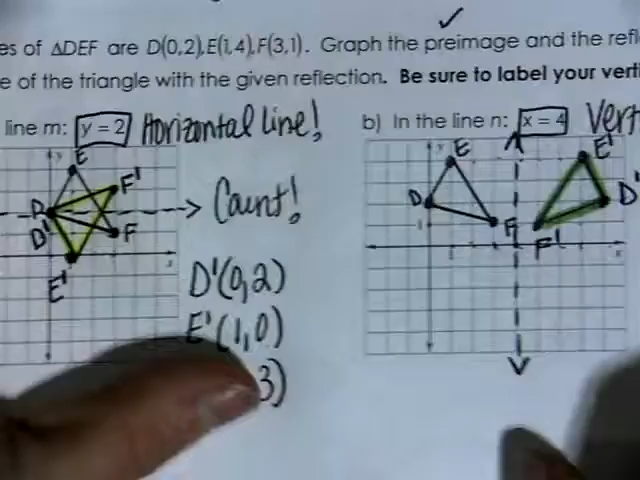 es of ΔDEF are D(0,2), E(1,4), F(3,1). Graph the preimage and the refl
e of the triangle with the given reflection. Be sure to label your verti
line m: y = 2 Horizontal Line!
b) In the line n: x = 4 Vert
E
F'
D
D'
F
E'
Count!
D'(0,2)
E'(1,0)
3)
E
D
F
E'
D'
F'